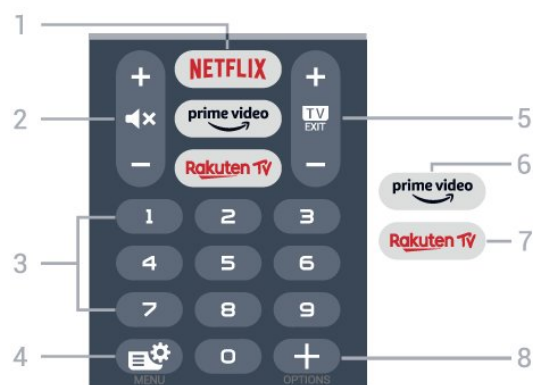 1
NETFLIX
+ +
2
prime video
TV
EXIT
5
6
− −
Rakuten TV
prime video
1 2 3
Rakuten TV
7
3
4 5 6
7 8 9
4
0
+
8
MENU
OPTIONS